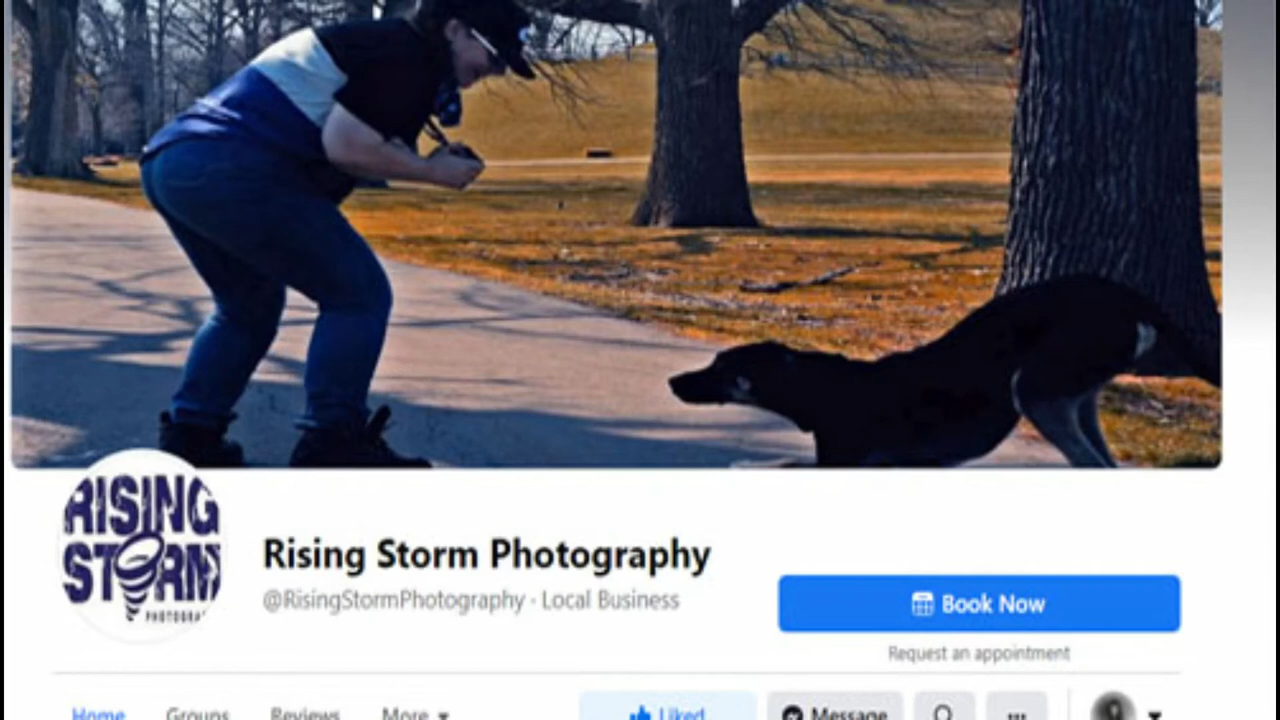 RISING
STORM
Rising Storm Photography
@RisingStormPhotography · Local Business
Book Now
Request an appointment
Home Groups Reviews More Liked Message ...